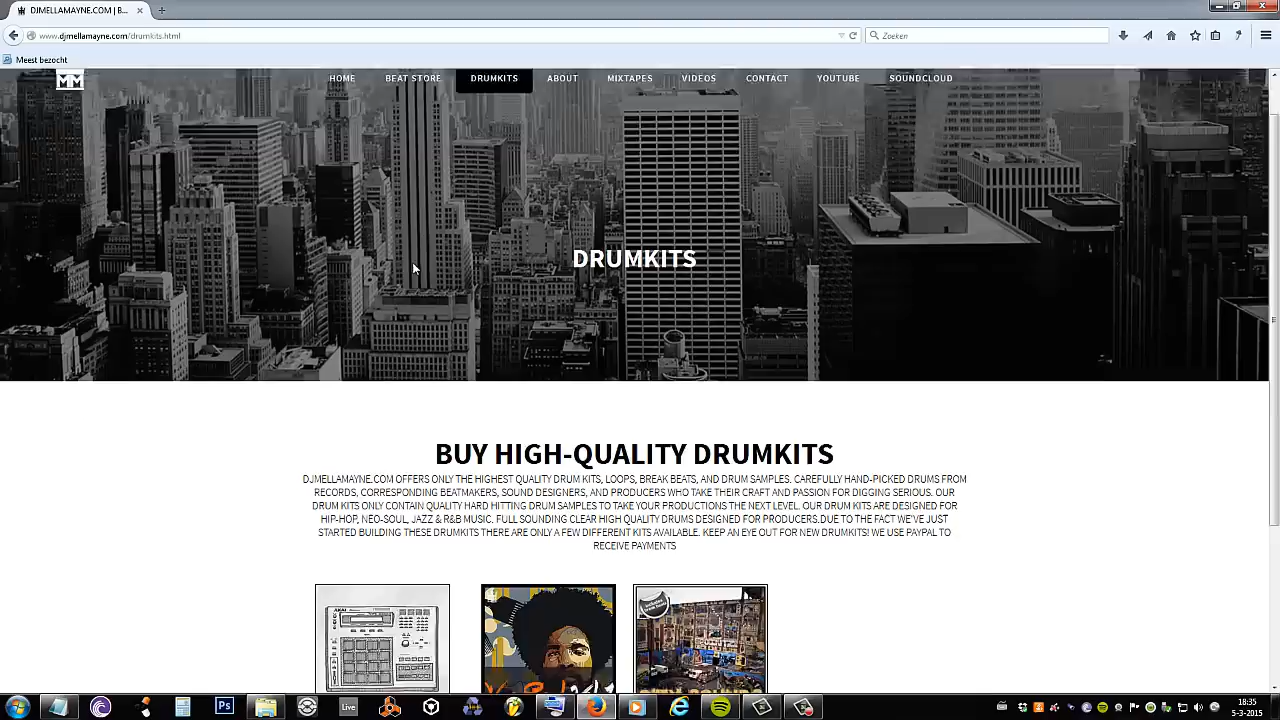 DJMELLAMAYNE.COM | B...
www.djmellamayne.com/drumkits.html
Zoeken
Meest bezocht
MM
HOME BEAT STORE DRUMKITS ABOUT MIXTAPES VIDEOS CONTACT YOUTUBE SOUNDCLOUD
DRUMKITS
BUY HIGH-QUALITY DRUMKITS
DJMELLAMAYNE.COM OFFERS ONLY THE HIGHEST QUALITY DRUM KITS, LOOPS, BREAK BEATS, AND DRUM SAMPLES. CAREFULLY HAND-PICKED DRUMS FROM
RECORDS, CORRESPONDING BEATMAKERS, SOUND DESIGNERS, AND PRODUCERS WHO TAKE THEIR CRAFT AND PASSION FOR DIGGING SERIOUS. OUR
DRUM KITS ONLY CONTAIN QUALITY HARD HITTING DRUM SAMPLES TO TAKE YOUR PRODUCTIONS THE NEXT LEVEL. OUR DRUM KITS ARE DESIGNED FOR
HIP-HOP, NEO-SOUL, JAZZ & R&B MUSIC. FULL SOUNDING CLEAR HIGH QUALITY DRUMS DESIGNED FOR PRODUCERS.DUE TO THE FACT WE'VE JUST
STARTED BUILDING THESE DRUMKITS THERE ARE ONLY A FEW DIFFERENT KITS AVAILABLE. KEEP AN EYE OUT FOR NEW DRUMKITS! WE USE PAYPAL TO
RECEIVE PAYMENTS
AKAI
Ps
Live
18:35
5-3-2015